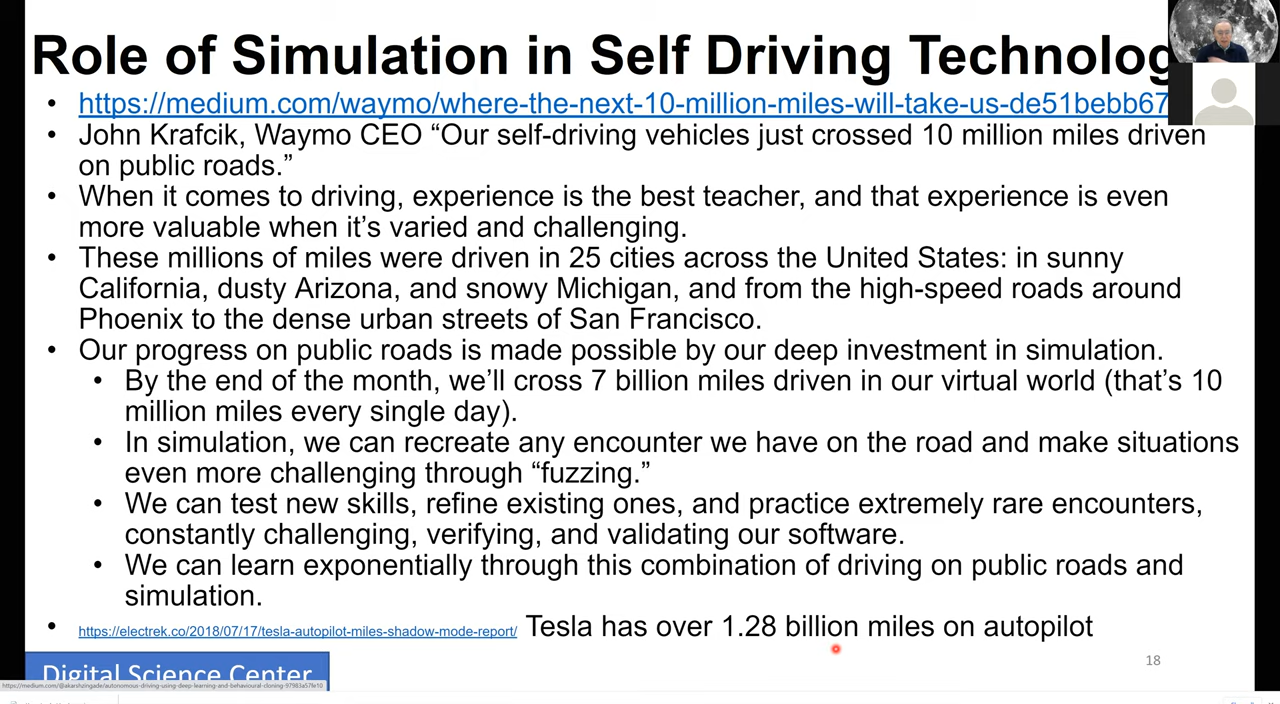 Role of Simulation in Self Driving Technolog
• https://medium.com/waymo/where-the-next-10-million-miles-will-take-us-de51bebb67
• John Krafcik, Waymo CEO “Our self-driving vehicles just crossed 10 million miles driven
on public roads.”
• When it comes to driving, experience is the best teacher, and that experience is even
more valuable when it’s varied and challenging.
• These millions of miles were driven in 25 cities across the United States: in sunny
California, dusty Arizona, and snowy Michigan, and from the high-speed roads around
Phoenix to the dense urban streets of San Francisco.
• Our progress on public roads is made possible by our deep investment in simulation.
• By the end of the month, we’ll cross 7 billion miles driven in our virtual world (that’s 10
million miles every single day).
• In simulation, we can recreate any encounter we have on the road and make situations
even more challenging through “fuzzing.”
• We can test new skills, refine existing ones, and practice extremely rare encounters,
constantly challenging, verifying, and validating our software.
• We can learn exponentially through this combination of driving on public roads and
simulation.
• https://electrek.co/2018/07/17/tesla-autopilot-miles-shadow-mode-report/ Tesla has over 1.28 billion miles on autopilot
18
Digital Science Center